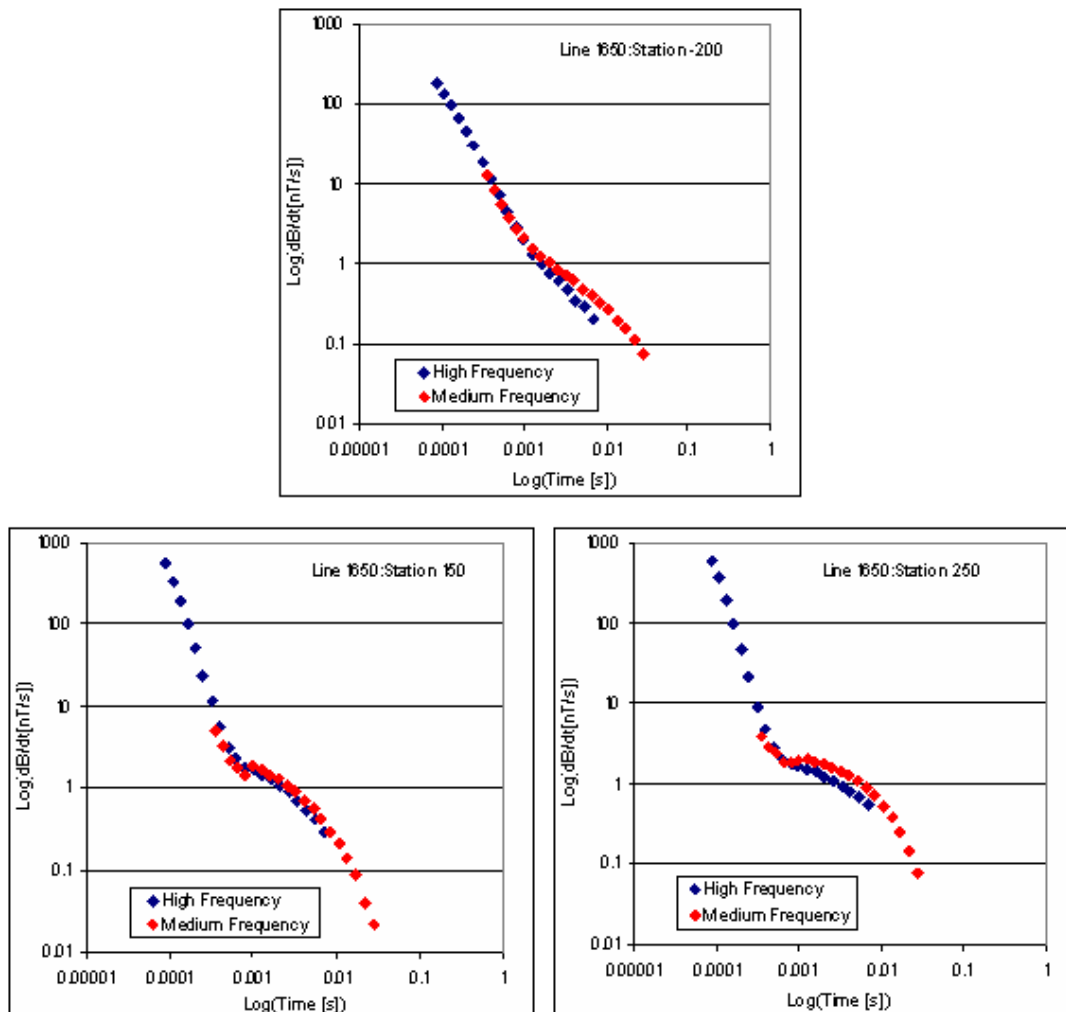 Line 1650:Station -200
1000
100
10
1
0.1
0.01
Log(dB/dt[nT/s])
High Frequency
Medium Frequency
0.00001 0.0001 0.001 0.01 0.1 1
Log(Time [s])
Line 1650:Station 150
1000
100
10
1
0.1
0.01
Log(dB/dt[nT/s])
High Frequency
Medium Frequency
0.00001 0.0001 0.001 0.01 0.1 1
Log(Time [s])
Line 1650:Station 250
1000
100
10
1
0.1
0.01
Log(dB/dt[nT/s])
High Frequency
Medium Frequency
0.00001 0.0001 0.001 0.01 0.1 1
Log(Time [s])